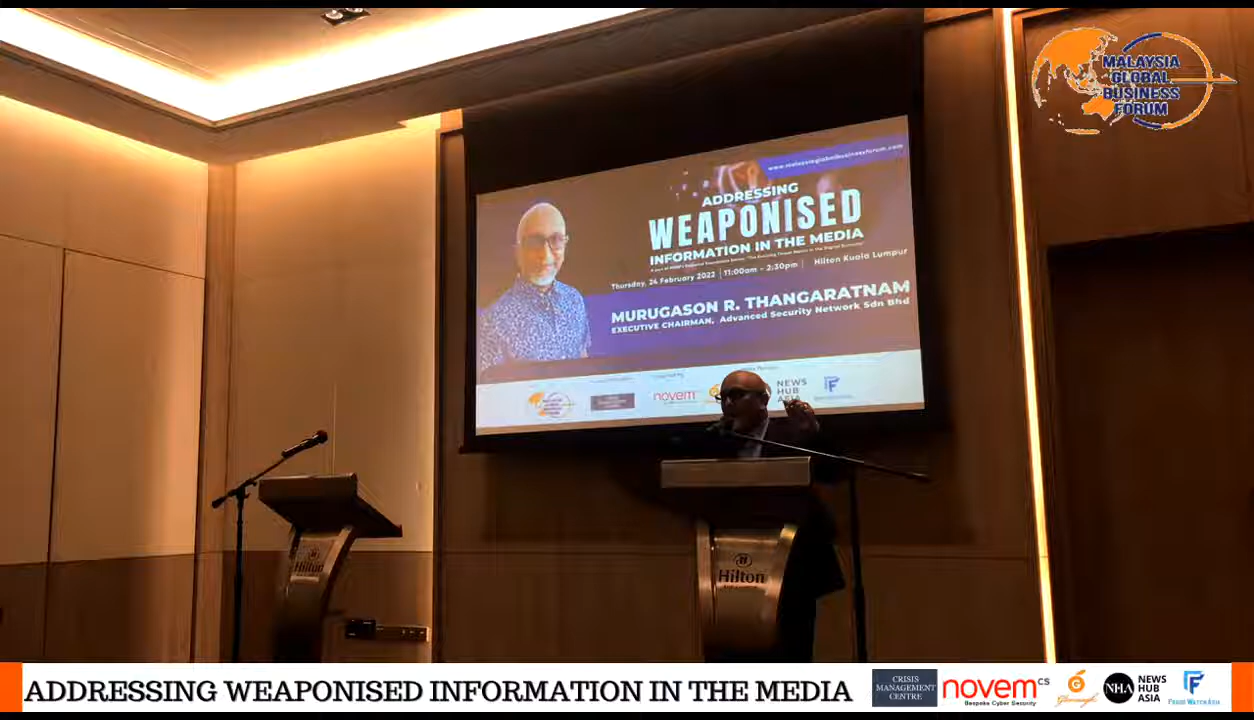 MALAYSIA
GLOBAL
BUSINESS
FORUM
www.malaysiaglobalbusinessforum.com
ADDRESSING
WEAPONISED
INFORMATION IN THE MEDIA
Thursday, 24 February 2022 | 11:00am - 2:30pm | Hilton Kuala Lumpur
MURUGASON R. THANGARATNAM
EXECUTIVE CHAIRMAN, Advanced Security Network Sdn Bhd
novem
NEWS
HUB
ASIA
Hilton
Hilton
ADDRESSING WEAPONISED INFORMATION IN THE MEDIA
CRISIS
MANAGEMENT
CENTRE
novem CS
Bespoke Cyber Security
NHA
NEWS
HUB
ASIA